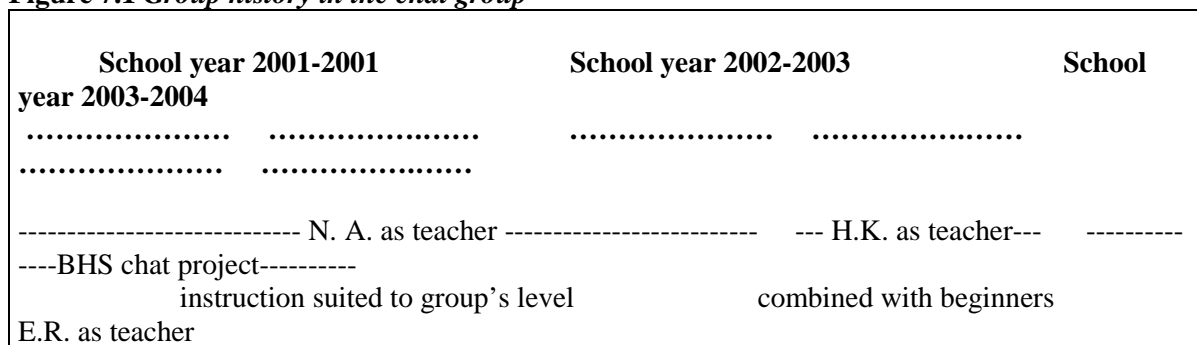 Figure 7.1 Group history in the chat group
School year 2001-2001 School year 2002-2003 School
year 2003-2004
………………… …………….…… ………………… …………….……
………………… …………….……
----------------------------- N. A. as teacher -------------------------- --- H.K. as teacher--- ----------
----BHS chat project----------
instruction suited to group’s level combined with beginners
E.R. as teacher